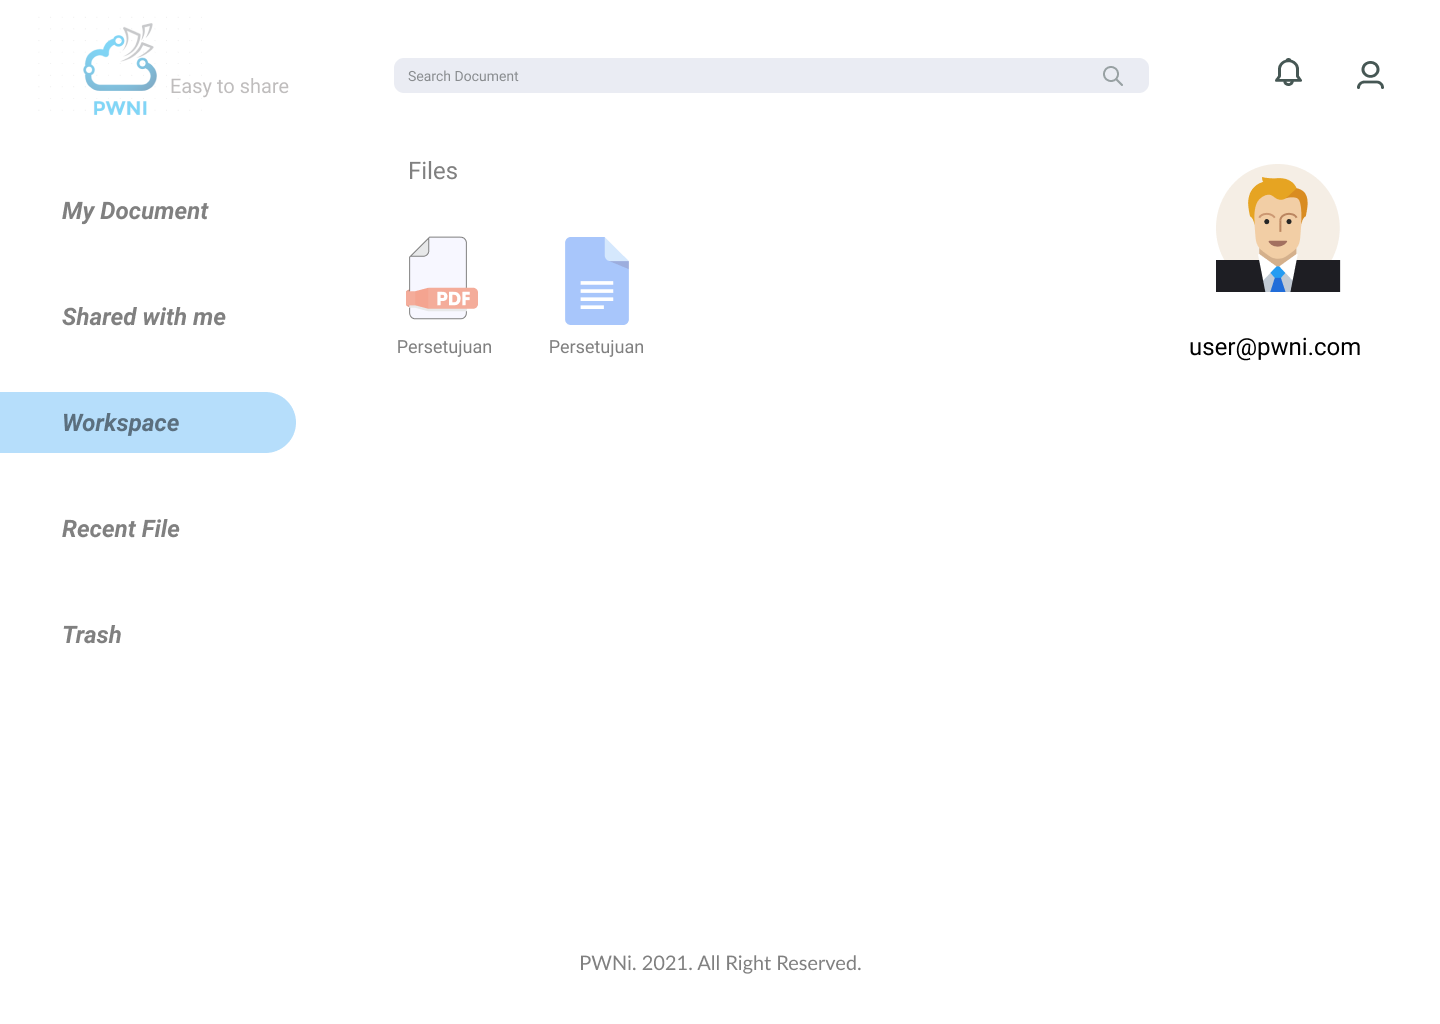 PWNI
Easy to share
Search Document
Files
My Document
Shared with me
Workspace
Recent File
Trash
PDF
Persetujuan
Persetujuan
user@pwni.com
PWNi. 2021. All Right Reserved.